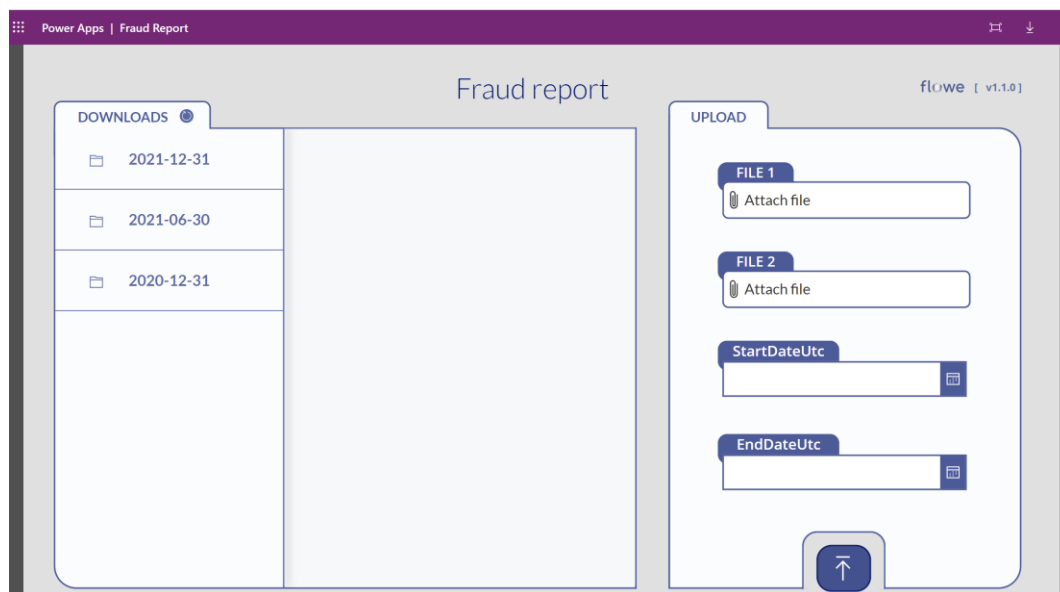 Power Apps | Fraud Report
Fraud report
flowe [ v1.1.0 ]
DOWNLOADS
2021-12-31
2021-06-30
2020-12-31
UPLOAD
FILE 1
Attach file
FILE 2
Attach file
StartDateUtc
EndDateUtc